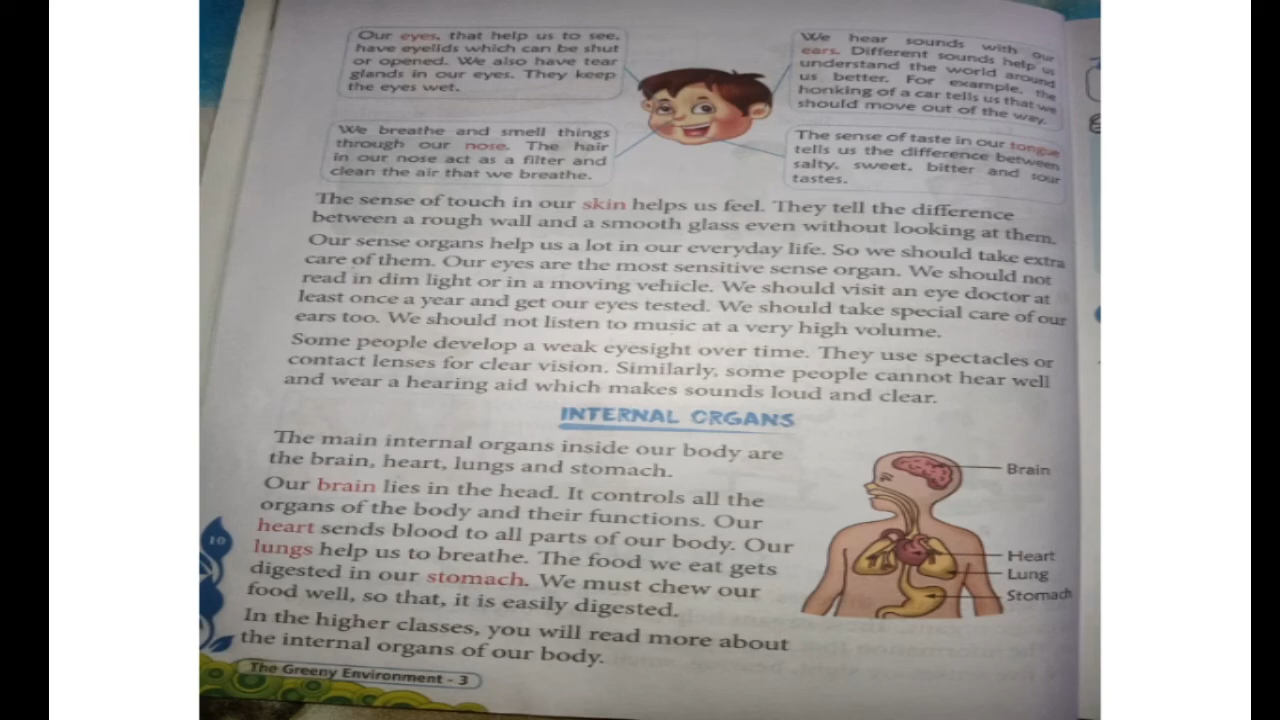 Our eyes, that help us to see,
have eyelids which can be shut
or opened. We also have tear
glands in our eyes. They keep
the eyes wet.
We hear sounds with our
ears. Different sounds help us
understand the world around
us better. For example, the
honking of a car tells us that we
should move out of the way.
We breathe and smell things
through our nose. The hair
in our nose act as a filter and
clean the air that we breathe.
The sense of taste in our tongue
tells us the difference between
salty, sweet, bitter and sour
tastes.
The sense of touch in our skin helps us feel. They tell the difference
between a rough wall and a smooth glass even without looking at them.
Our sense organs help us a lot in our everyday life. So we should take extra
care of them. Our eyes are the most sensitive sense organ. We should not
read in dim light or in a moving vehicle. We should visit an eye doctor at
least once a year and get our eyes tested. We should take special care of our
ears too. We should not listen to music at a very high volume.
Some people develop a weak eyesight over time. They use spectacles or
contact lenses for clear vision. Similarly, some people cannot hear well
and wear a hearing aid which makes sounds loud and clear.
INTERNAL ORGANS
The main internal organs inside our body are
the brain, heart, lungs and stomach.
Our brain lies in the head. It controls all the
organs of the body and their functions. Our
heart sends blood to all parts of our body. Our
lungs help us to breathe. The food we eat gets
digested in our stomach. We must chew our
food well, so that, it is easily digested.
In the higher classes, you will read more about
the internal organs of our body.
Brain
Heart
Lung
Stomach
10
The Greeny Environment - 3